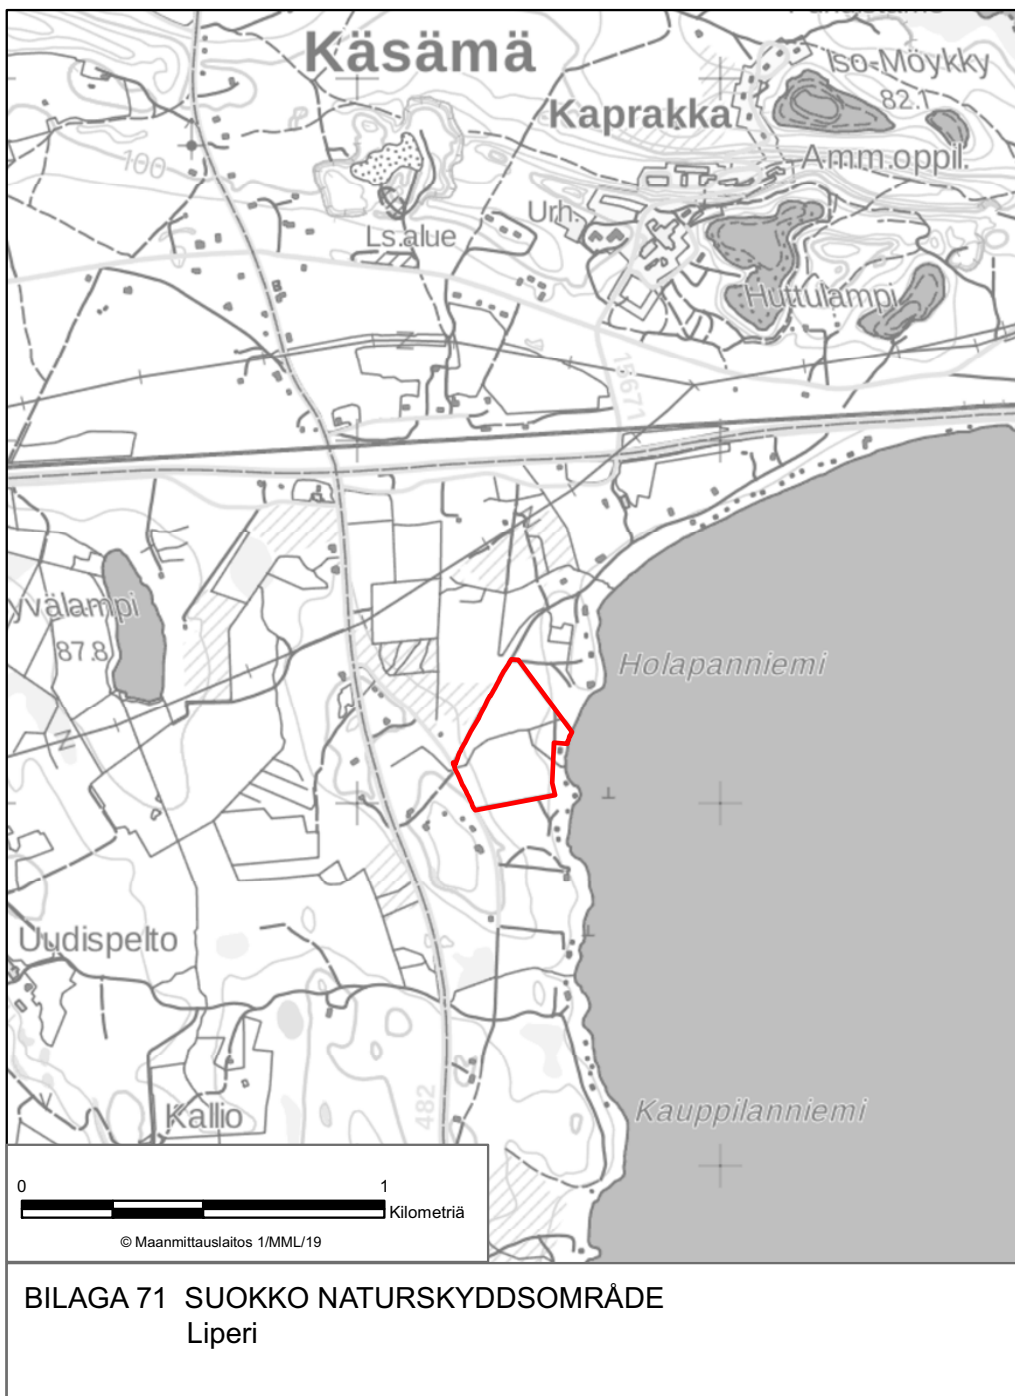 Käsämä
Iso-Möykky
82.1
Kaprakka
Amm.oppil.
100
Urh.
Ls.alue
Huttulampi
Z
13671
yvälampi
87.8
Holapanniemi
Z
Uudispelto
482
Kauppilanniemi
Kallio
0 1
Kilometriä
© Maanmittauslaitos 1/MML/19
BILAGA 71 SUOKKO NATURSKYDDSOMRÅDE
Liperi